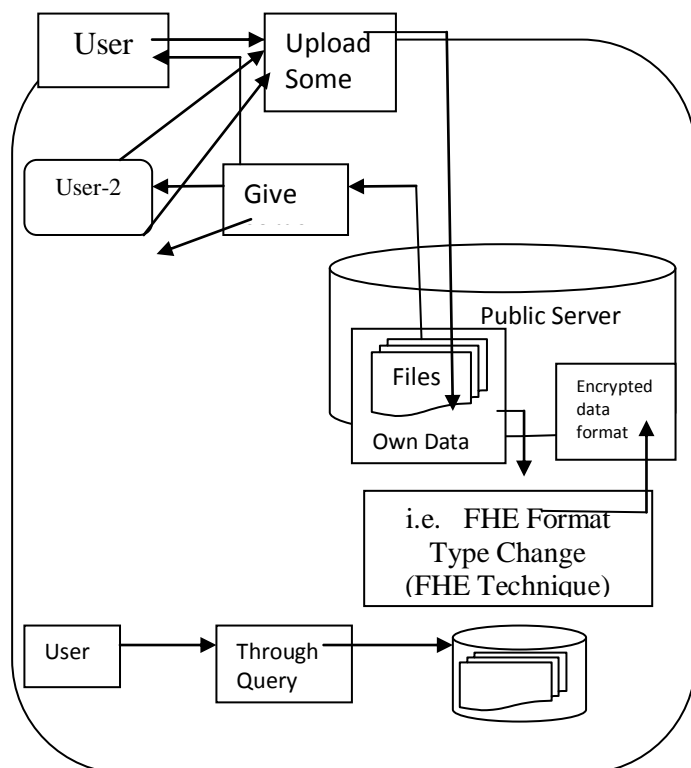 User
Upload
Some
User-2
Give
Public Server
Files
Own Data
Encrypted
data
format
i.e. FHE Format
Type Change
(FHE Technique)
User
Through
Query